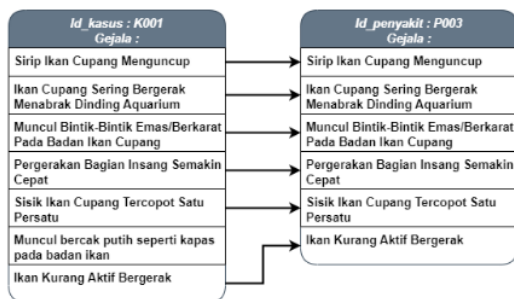 Id_kasus : K001
Gejala :
Sirip Ikan Cupang Menguncup
Ikan Cupang Sering Bergerak
Menabrak Dinding Aquarium
Muncul Bintik-Bintik Emas/Berkarat
Pada Badan Ikan Cupang
Pergerakan Bagian Insang Semakin
Cepat
Sisik Ikan Cupang Tercopot Satu
Persatu
Muncul bercak putih seperti kapas
pada badan ikan
Ikan Kurang Aktif Bergerak
Id_penyakit : P003
Gejala :
Sirip Ikan Cupang Menguncup
Ikan Cupang Sering Bergerak
Menabrak Dinding Aquarium
Muncul Bintik-Bintik Emas/Berkarat
Pada Badan Ikan Cupang
Pergerakan Bagian Insang Semakin
Cepat
Sisik Ikan Cupang Tercopot Satu
Persatu
Ikan Kurang Aktif Bergerak